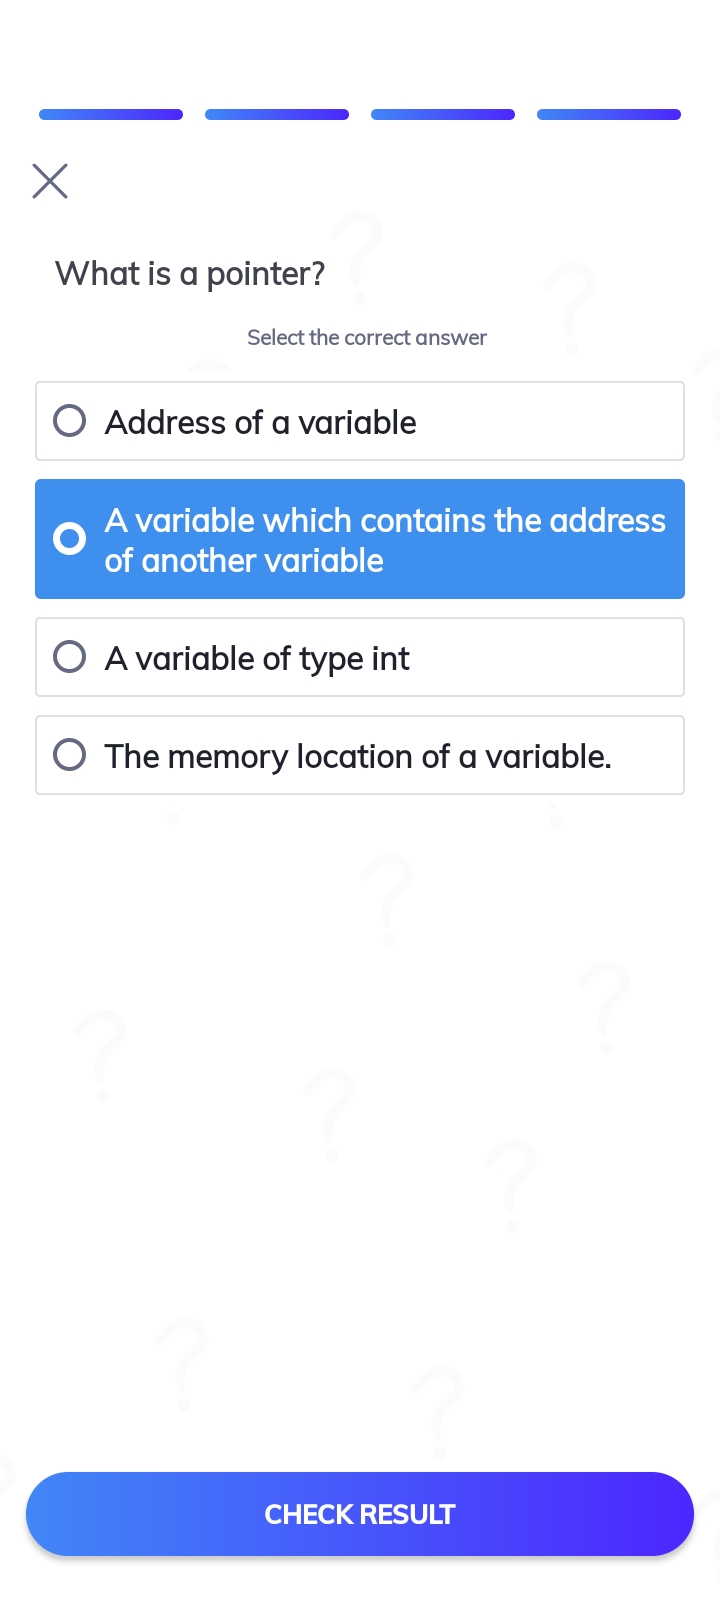 What is a pointer?
Select the correct answer
Address of a variable
A variable which contains the address
of another variable
A variable of type int
The memory location of a variable.
CHECK RESULT